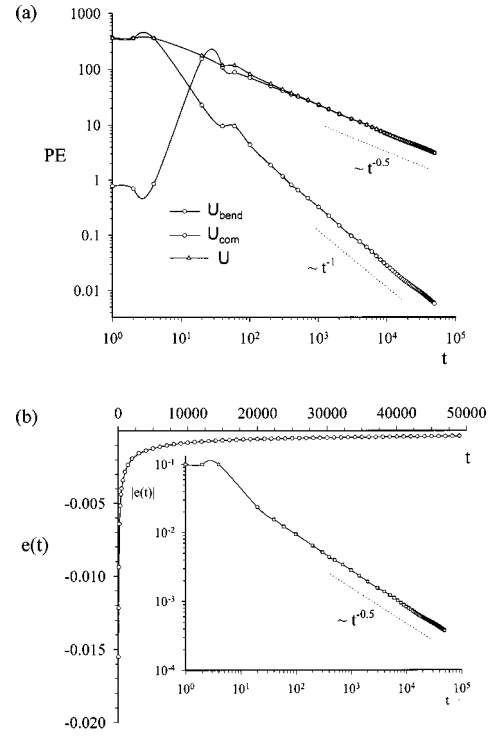 (a)
1000
100
10
1
0.1
0.01
PE
U_bend
U_com
U
~ t^-0.5
~ t^-1
10^0 10^1 10^2 10^3 10^4 10^5
t
(b)
0 10000 20000 30000 40000 50000
t
-0.005
-0.010
-0.015
-0.020
e(t)
10^-1
|e(t)|
10^-2
10^-3
10^-4
~ t^-0.5
10^0 10^1 10^2 10^3 10^4 10^5
t